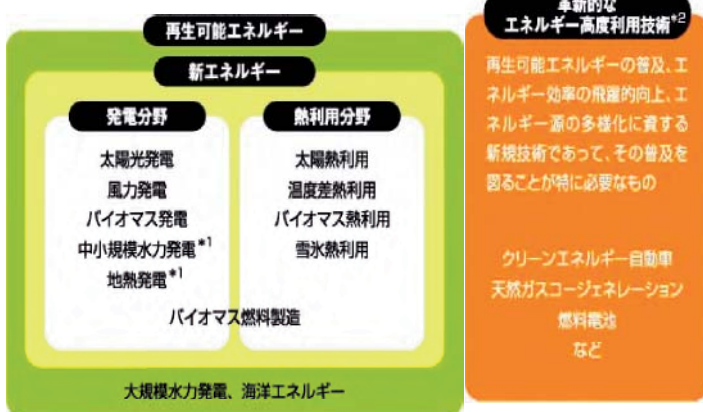 再生可能エネルギー
新エネルギー
発電分野
太陽光発電
風力発電
バイオマス発電
中小規模水力発電*1
地熱発電*1
熱利用分野
太陽熱利用
温度差熱利用
バイオマス熱利用
雪氷熱利用
バイオマス燃料製造
大規模水力発電、海洋エネルギー
革新的な
エネルギー高度利用技術*2
再生可能エネルギーの普及、エ
ネルギー効率の飛躍的向上、エ
ネルギー源の多様化に資する
新規技術であって、その普及を
図ることが特に必要なもの
クリーンエネルギー自動車
天然ガスコージェネレーション
燃料電池
など